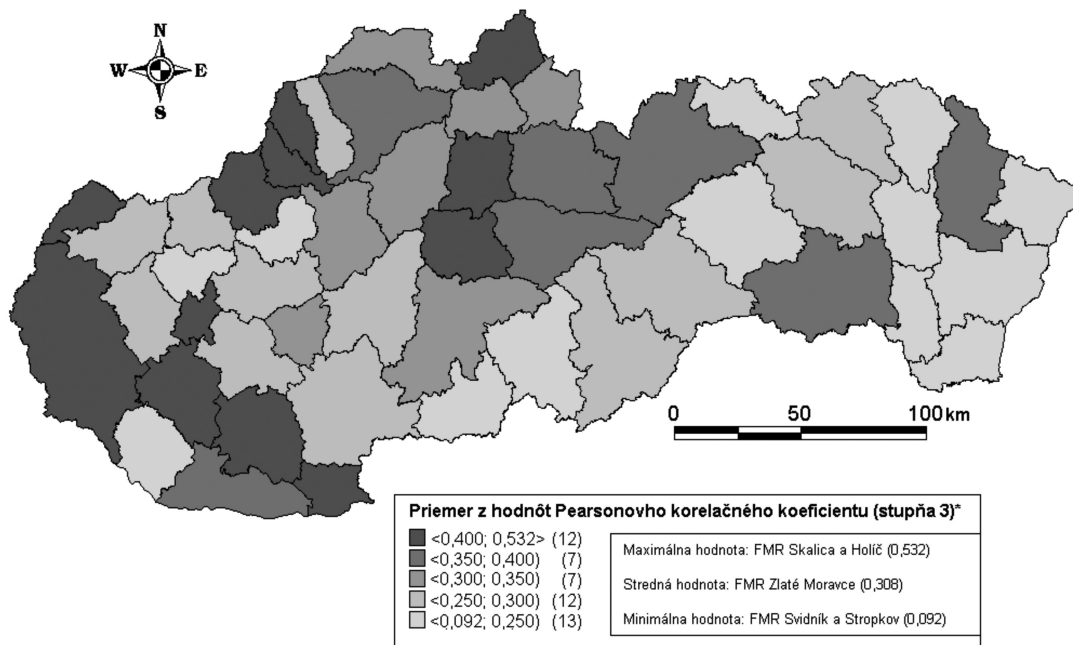 N
W E
S
0 50 100 km
Priemer z hodnôt Pearsonovho korelačného koeficientu (stupňa 3)*
<0,400; 0,532> (12)
<0,350; 0,400) (7)
<0,300; 0,350) (7)
<0,250; 0,300) (12)
<0,092; 0,250) (13)
Maximálna hodnota: FMR Skalica a Holíč (0,532)
Stredná hodnota: FMR Zlaté Moravce (0,308)
Minimálna hodnota: FMR Svidník a Stropkov (0,092)